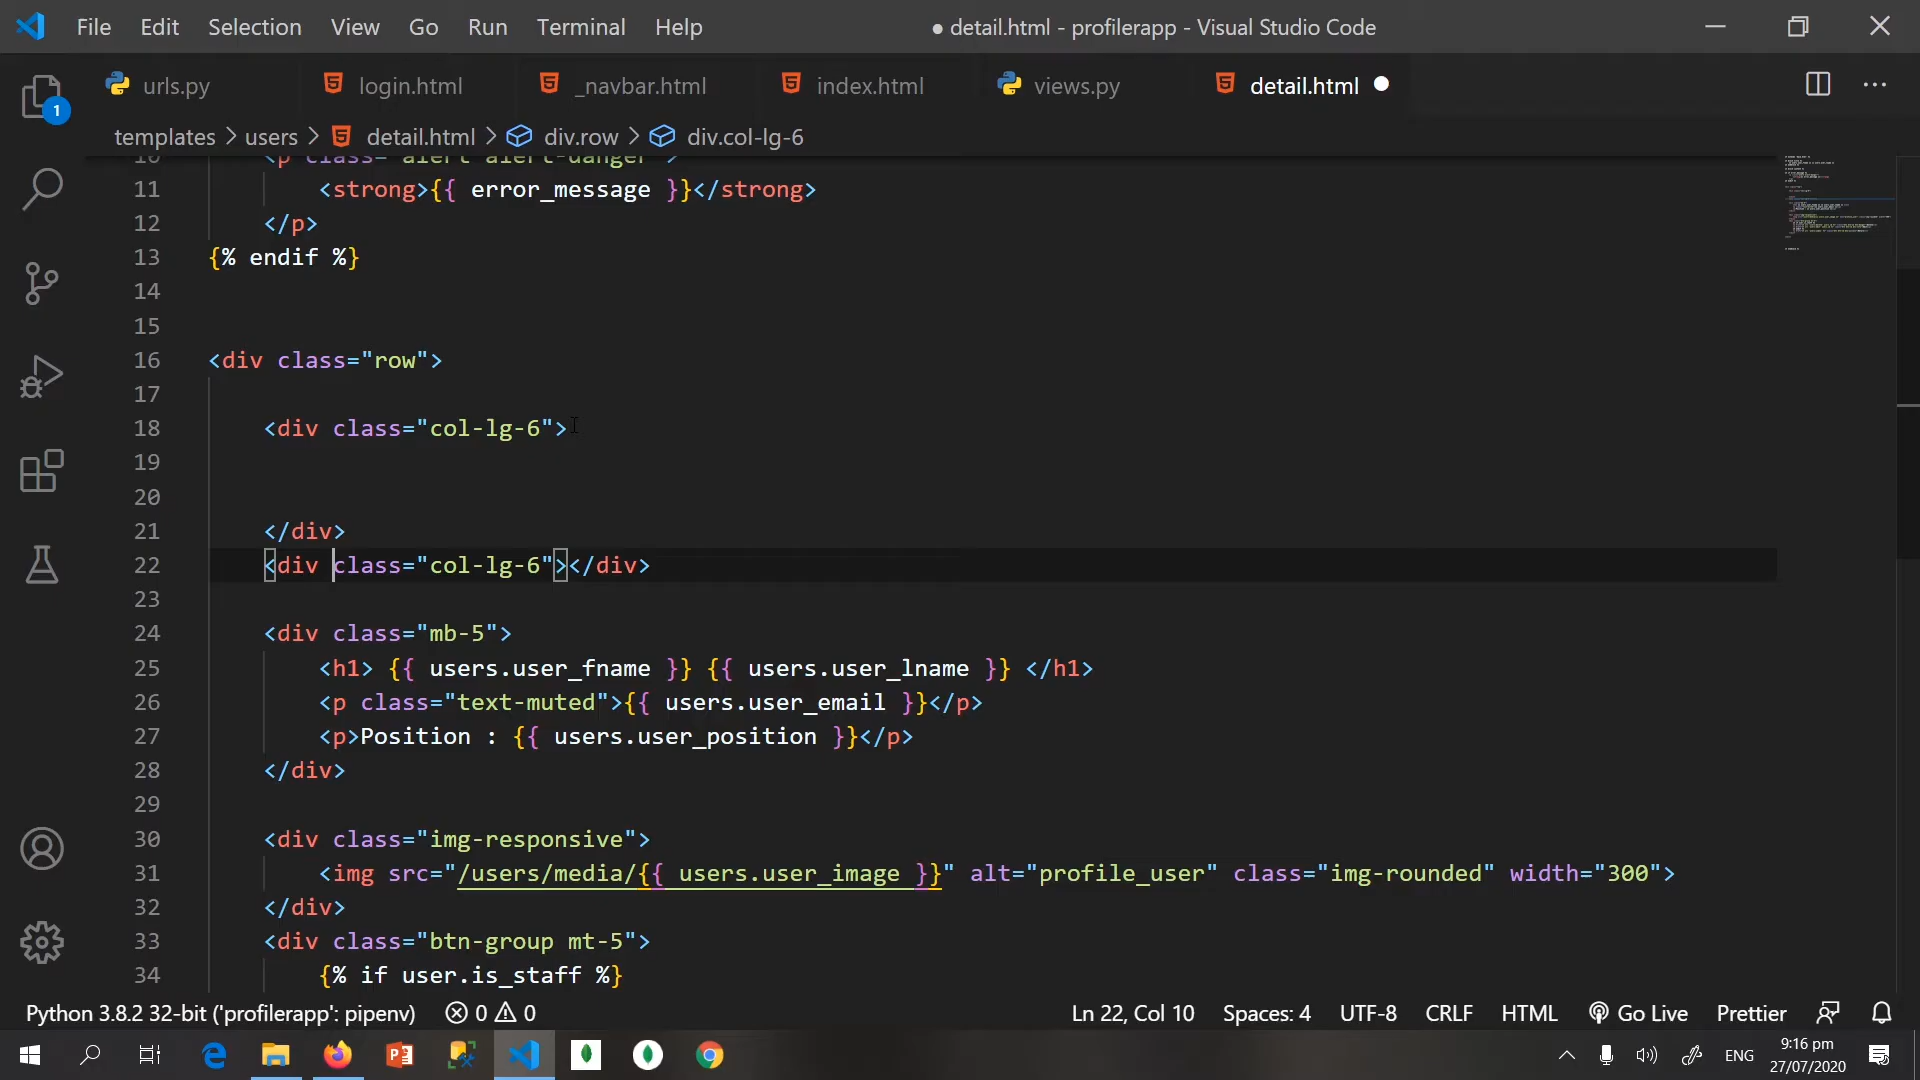 File Edit Selection View Go Run Terminal Help
● detail.html - profilerapp - Visual Studio Code
1
urls.py login.html _navbar.html index.html views.py detail.html
templates > users > detail.html > div.row > div.col-lg-6
10 <p class="alert alert-danger">
11 <strong>{{ error_message }}</strong>
12 </p>
13 {% endif %}
14
15
16 <div class="row">
17
18 <div class="col-lg-6">
19
20
21 </div>
22 <div class="col-lg-6"></div>
23
24 <div class="mb-5">
25 <h1> {{ users.user_fname }} {{ users.user_lname }} </h1>
26 <p class="text-muted">{{ users.user_email }}</p>
27 <p>Position : {{ users.user_position }}</p>
28 </div>
29
30 <div class="img-responsive">
31 <img src="/users/media/{{ users.user_image }}" alt="profile_user" class="img-rounded" width="300">
32 </div>
33 <div class="btn-group mt-5">
34 {% if user.is_staff %}
Python 3.8.2 32-bit ('profilerapp': pipenv) 0 0 Ln 22, Col 10 Spaces: 4 UTF-8 CRLF HTML Go Live Prettier
ENG
9:16 pm
27/07/2020